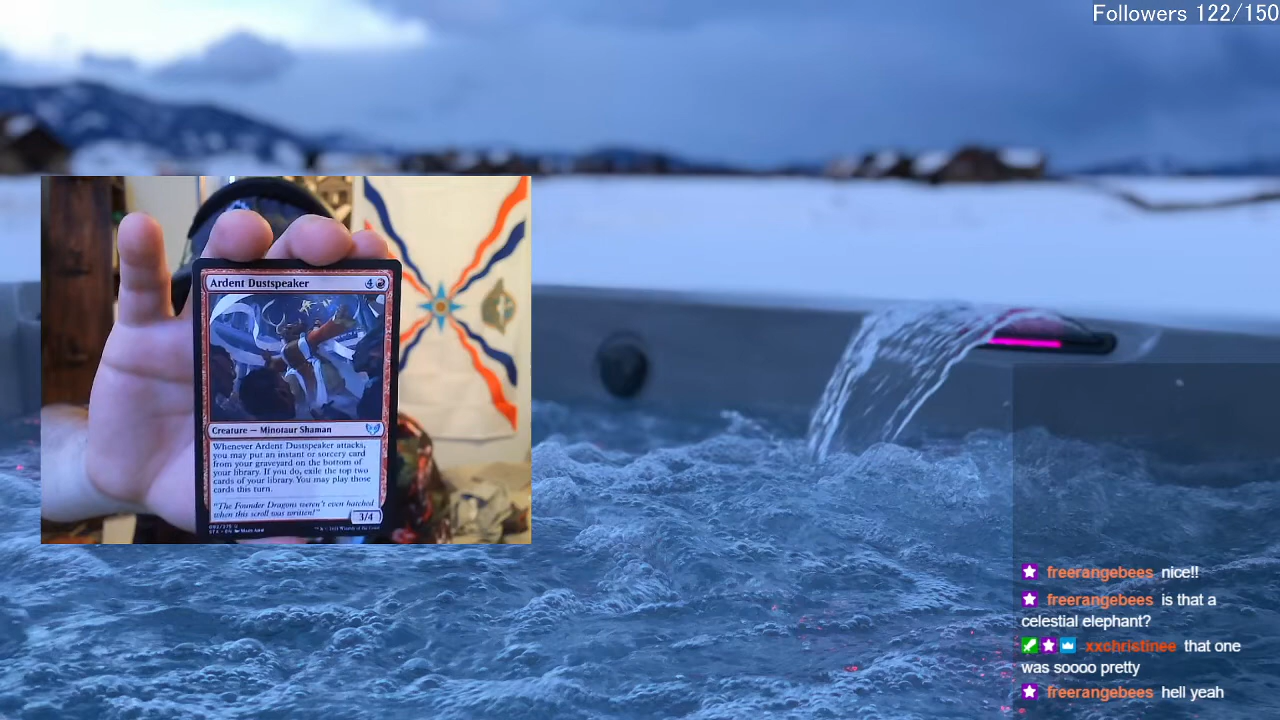 Followers 122/150
Ardent Dustspeaker 4
Creature — Minotaur Shaman
Whenever Ardent Dustspeaker attacks,
you may put an instant or sorcery card
from your graveyard on the bottom of
your library. If you do, exile the top two
cards of your library. You may play those
cards this turn.
"The Founder Dragons weren't even hatched
when this scroll was written!"
3/4
freerangebees nice!!
freerangebees is that a
celestial elephant?
xxchristinee that one
was soooo pretty
freerangebees hell yeah